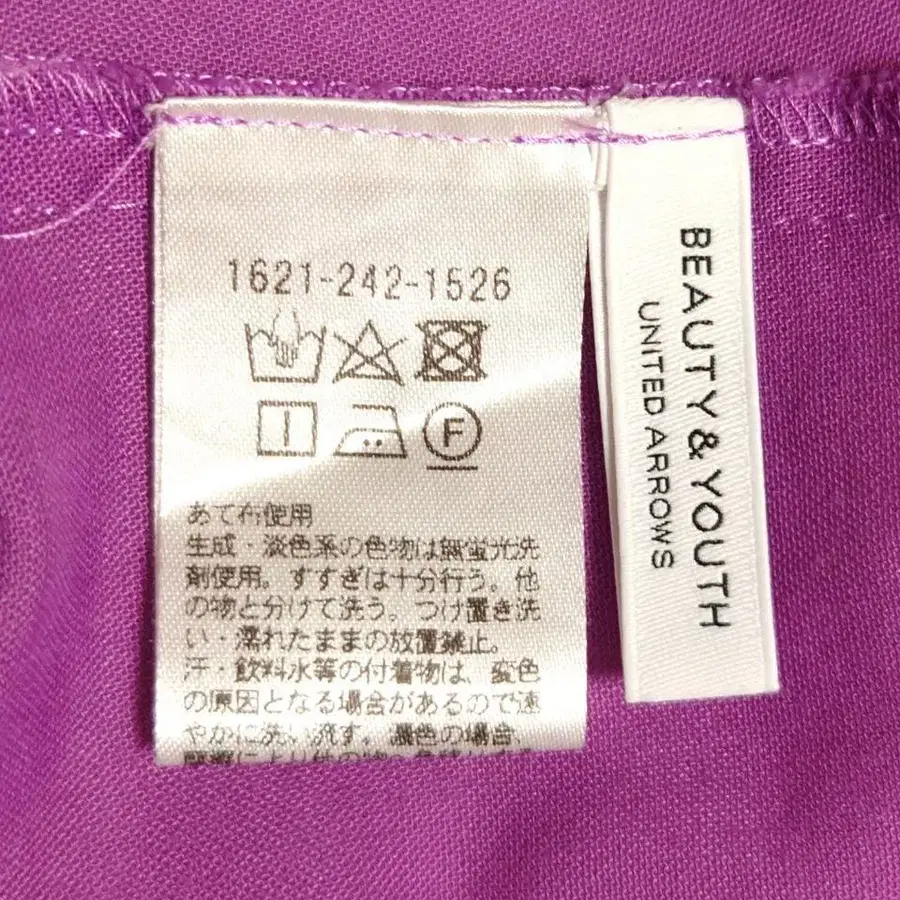 1621-242-1526
F
あて布使用
生成・淡色系の色物は無蛍光洗
剤使用。すすぎは十分行う。他
の物と分けて洗う。つけ置き洗
い・濡れたままの放置禁止。
汗・飲料水等の付着物は、変色
の原因となる場合があるので速
やかに洗い流す。濃色の場合、
BEAUTY&YOUTH
UNITED ARROWS